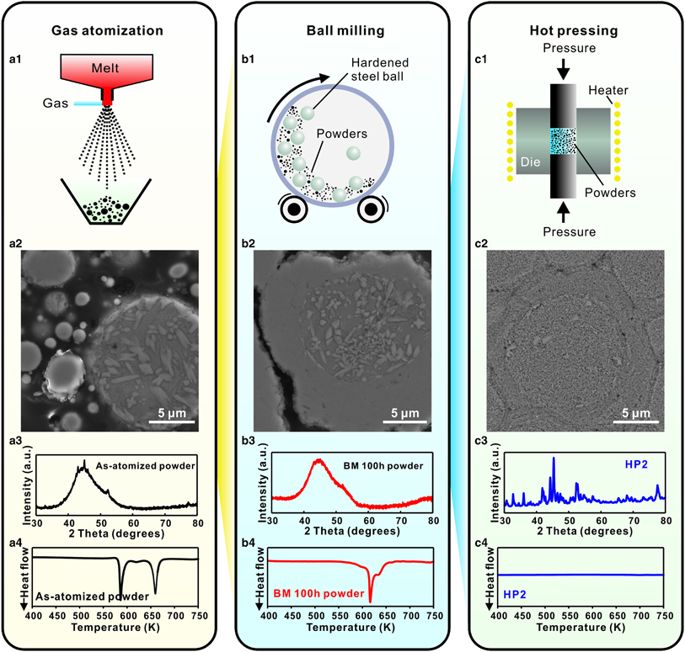 Gas atomization
a1
Melt
Gas
a2
5 μm
a3
Intensity (a.u.)
As-atomized powder
30 40 50 60 70 80
2 Theta (degrees)
a4
Heat flow
As-atomized powder
400 450 500 550 600 650 700 750
Temperature (K)
Ball milling
b1
Hardened
steel ball
Powders
b2
5 μm
b3
Intensity (a.u.)
BM 100h powder
30 40 50 60 70 80
2 Theta (degrees)
b4
Heat flow
BM 100h powder
400 450 500 550 600 650 700 750
Temperature (K)
Hot pressing
c1
Pressure
Heater
Die
Powders
Pressure
c2
5 μm
c3
Intensity (a.u.)
HP2
30 40 50 60 70 80
2 Theta (degrees)
c4
Heat flow
HP2
400 450 500 550 600 650 700 750
Temperature (K)